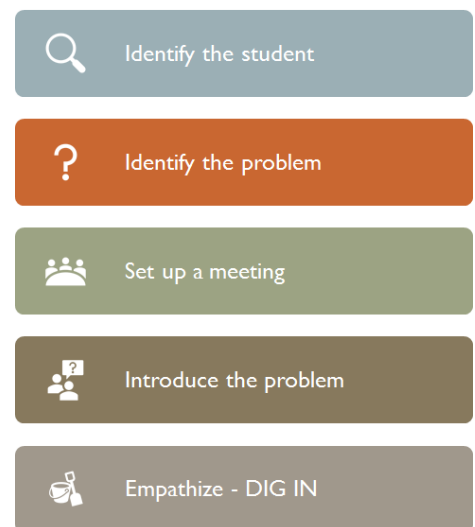 Identify the student
?
Identify the problem
Set up a meeting
?
Introduce the problem
Empathize - DIG IN